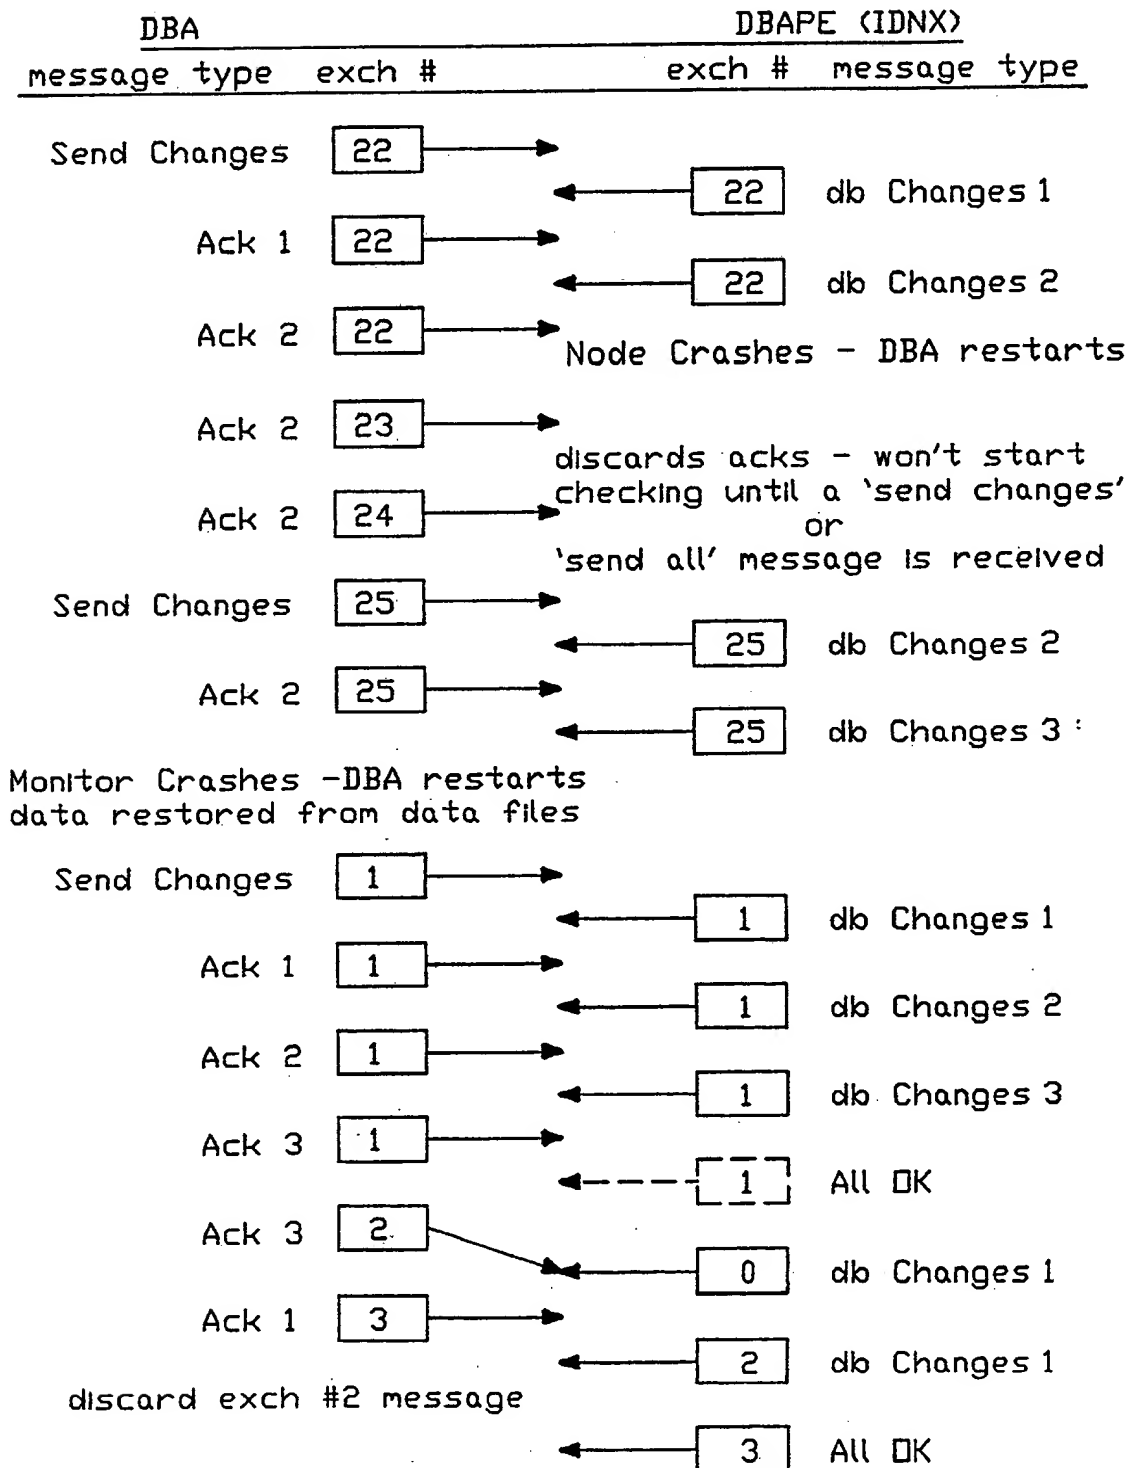 DBA DBAPE (IDNX)
message type exch # exch # message type
Send Changes 22
22 db Changes 1
Ack 1 22
22 db Changes 2
Ack 2 22
Node Crashes - DBA restarts
Ack 2 23
discards acks - won't start
checking until a 'send changes'
Ack 2 24
or
'send all' message is received
Send Changes 25
25 db Changes 2
Ack 2 25
25 db Changes 3
Monitor Crashes -DBA restarts
data restored from data files
Send Changes 1
1 db Changes 1
Ack 1 1
1 db Changes 2
Ack 2 1
1 db Changes 3
Ack 3 1
1 All OK
Ack 3 2
0 db Changes 1
Ack 1 3
2 db Changes 1
discard exch #2 message
3 All OK